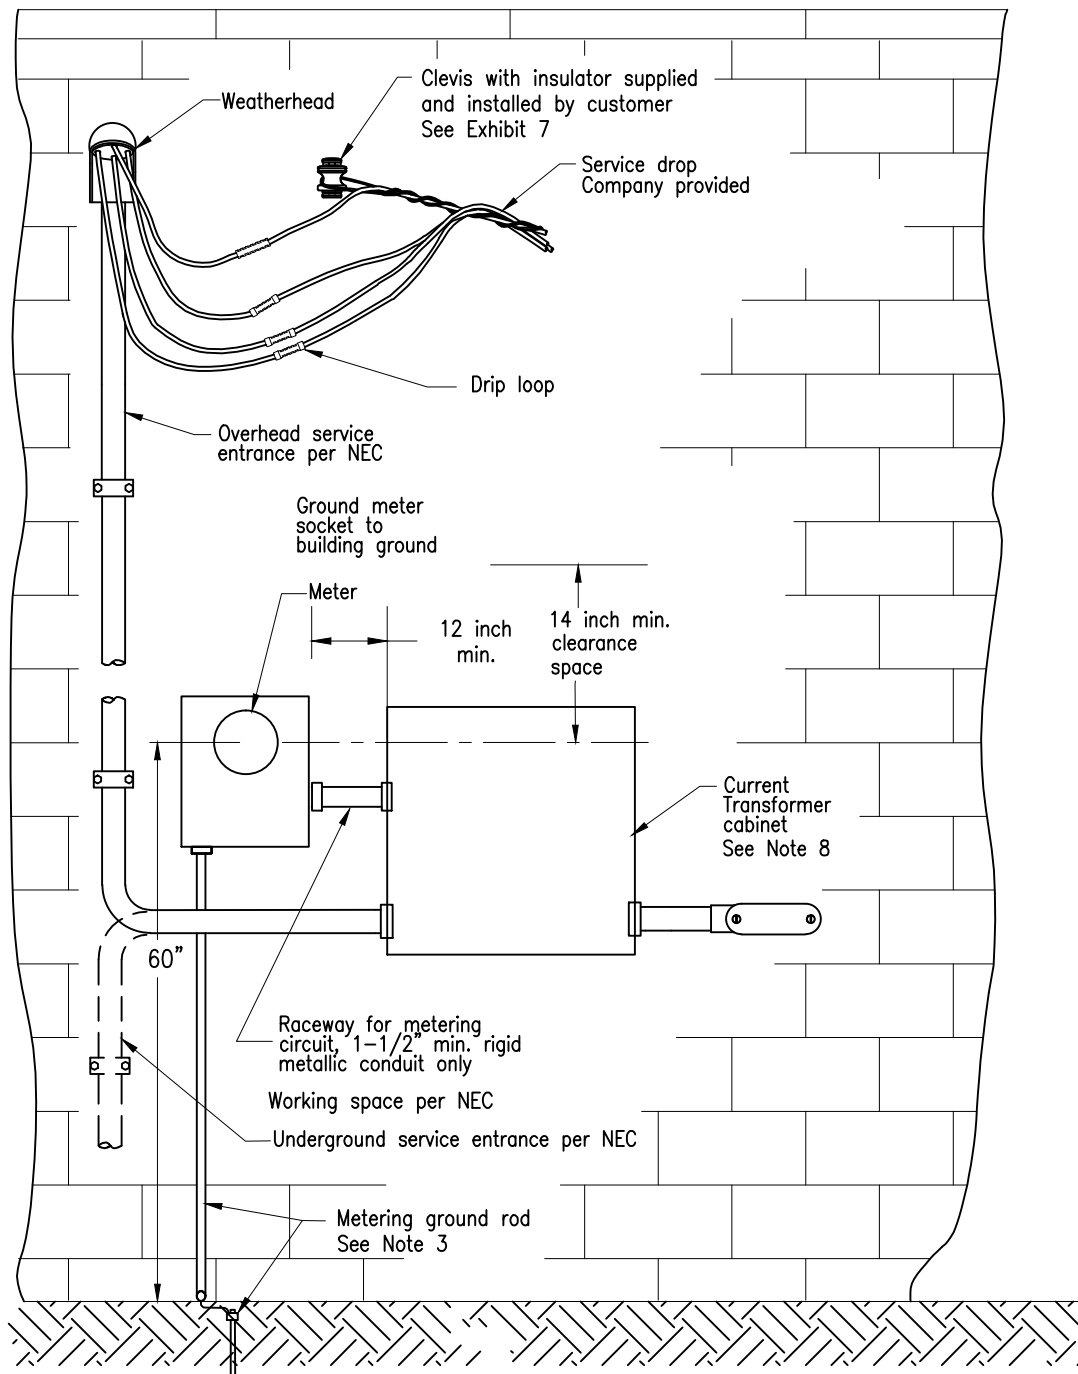 Clevis with insulator supplied
and installed by customer
See Exhibit 7
Weatherhead
Service drop
Company provided
Drip loop
Overhead service
entrance per NEC
Ground meter
socket to
building ground
Meter
12 inch
min.
14 inch min.
clearance
space
Current
Transformer
cabinet
See Note 8
60"
Raceway for metering
circuit, 1-1/2" min. rigid
metallic conduit only
Working space per NEC
Underground service entrance per NEC
Metering ground rod
See Note 3